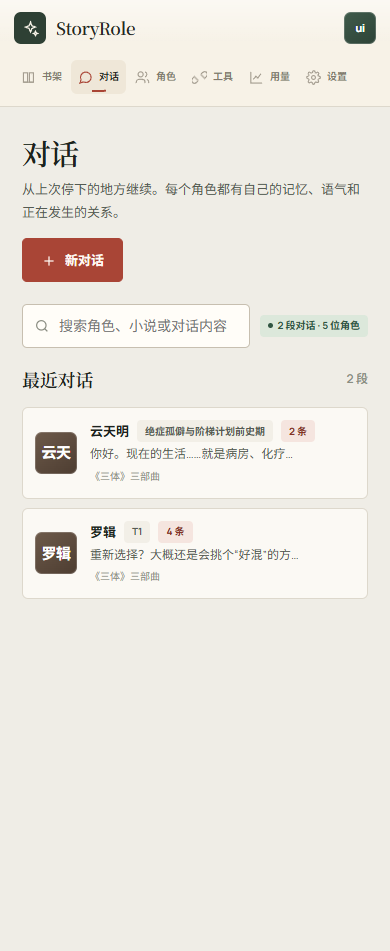 StoryRole
ui
书架
对话
角色
工具
用量
设置
对话
从上次停下的地方继续。每个角色都有自己的记忆、语气和
正在发生的关系。
+ 新对话
搜索角色、小说或对话内容
2 段对话 · 5 位角色
最近对话
2 段
云天
云天明 绝症孤僻与阶梯计划前史期 2 条
你好。现在的生活……就是病房、化疗…
《三体》三部曲
罗辑
罗辑 T1 4 条
重新选择？大概还是会挑个“好混”的方…
《三体》三部曲